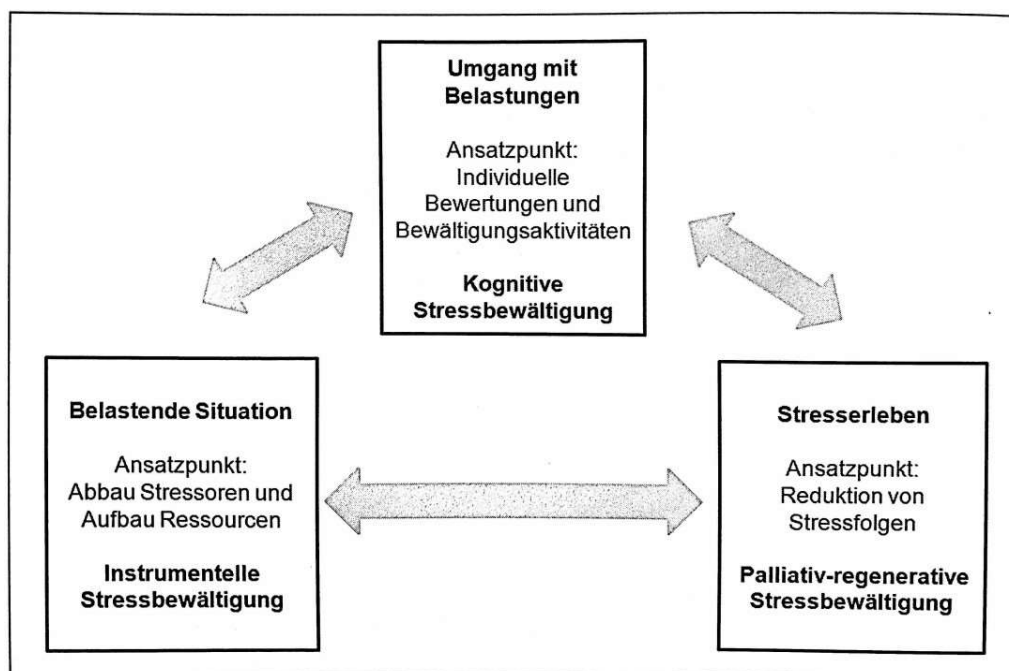 Umgang mit
Belastungen
Ansatzpunkt:
Individuelle
Bewertungen und
Bewältigungsaktivitäten
Kognitive
Stressbewältigung
Belastende Situation
Ansatzpunkt:
Abbau Stressoren und
Aufbau Ressourcen
Instrumentelle
Stressbewältigung
Stresserleben
Ansatzpunkt:
Reduktion von
Stressfolgen
Palliativ-regenerative
Stressbewältigung